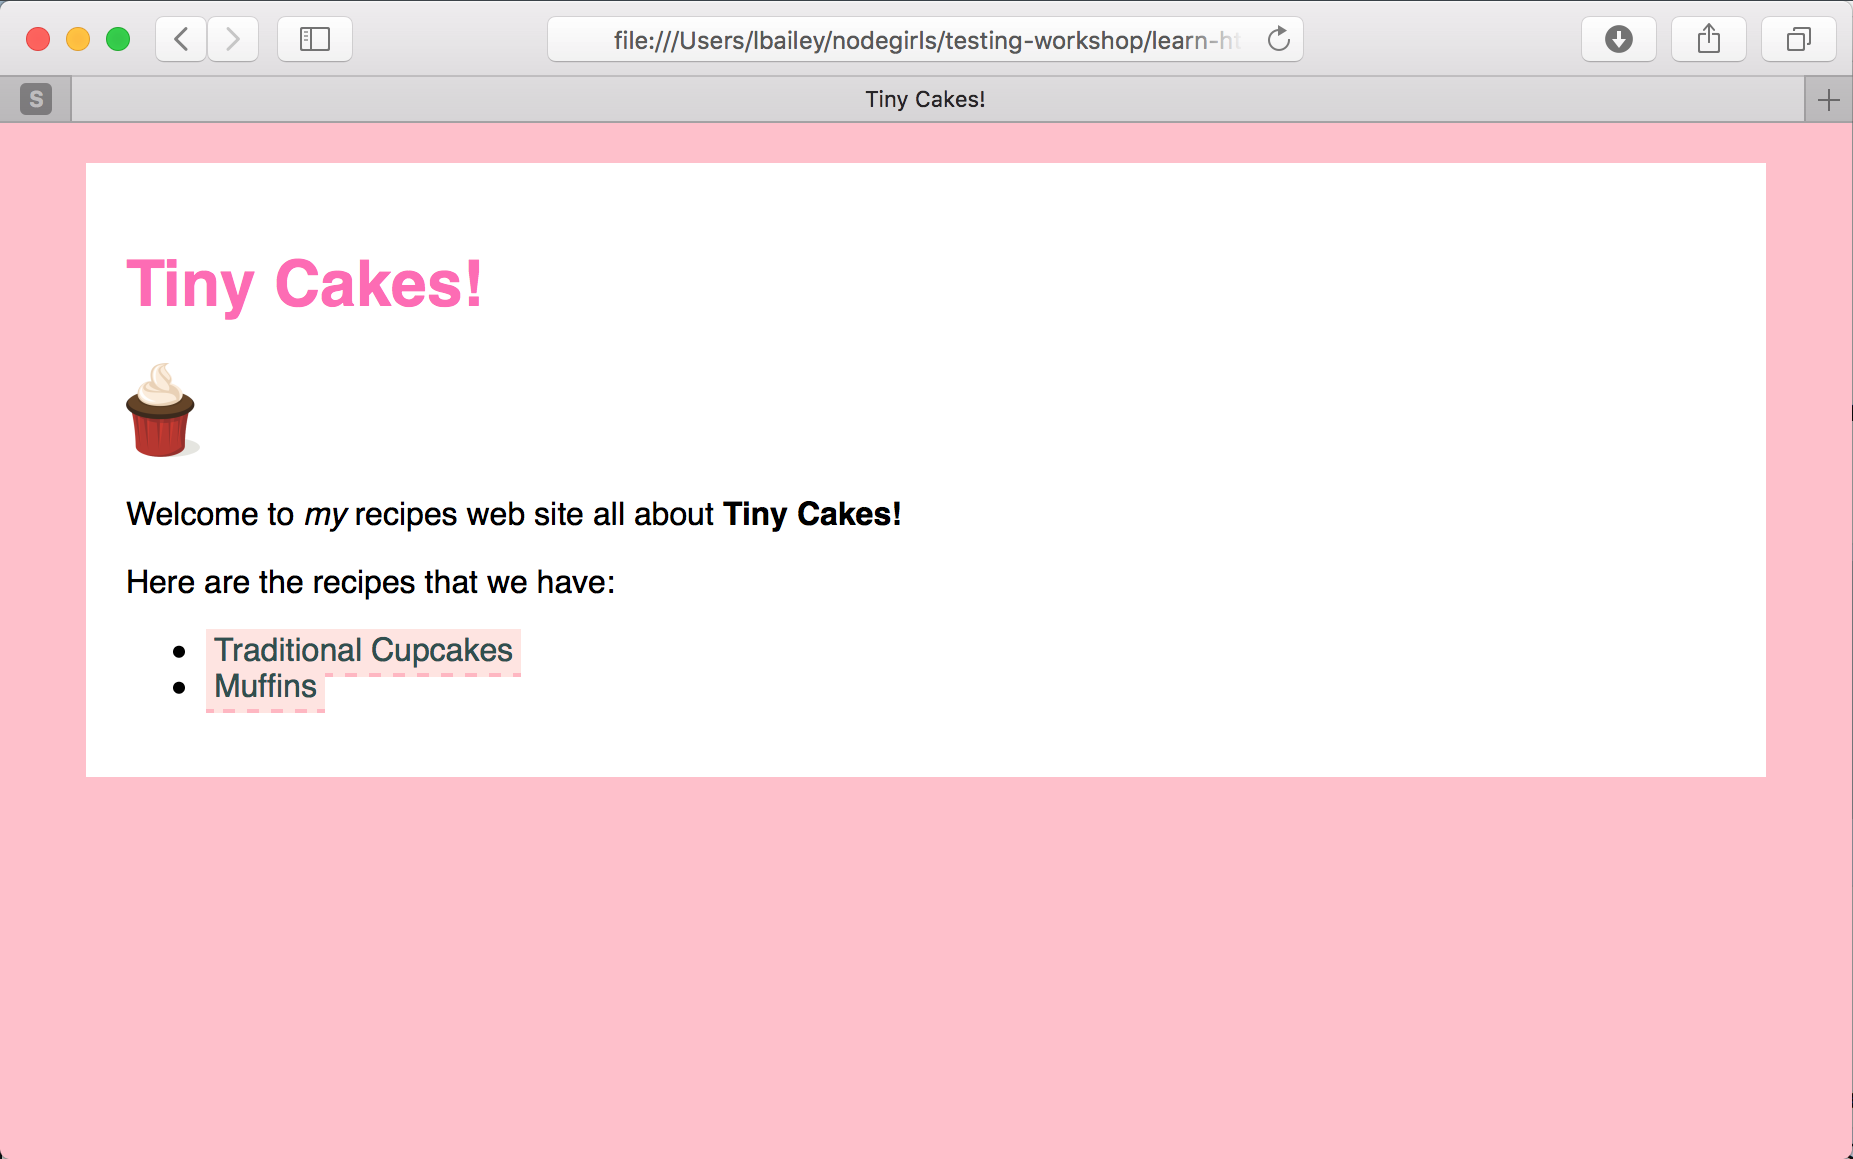 file:///Users/lbailey/nodegirls/testing-workshop/learn-ht
S
Tiny Cakes!
Tiny Cakes!
Welcome to my recipes web site all about Tiny Cakes!
Here are the recipes that we have:
Traditional Cupcakes
Muffins